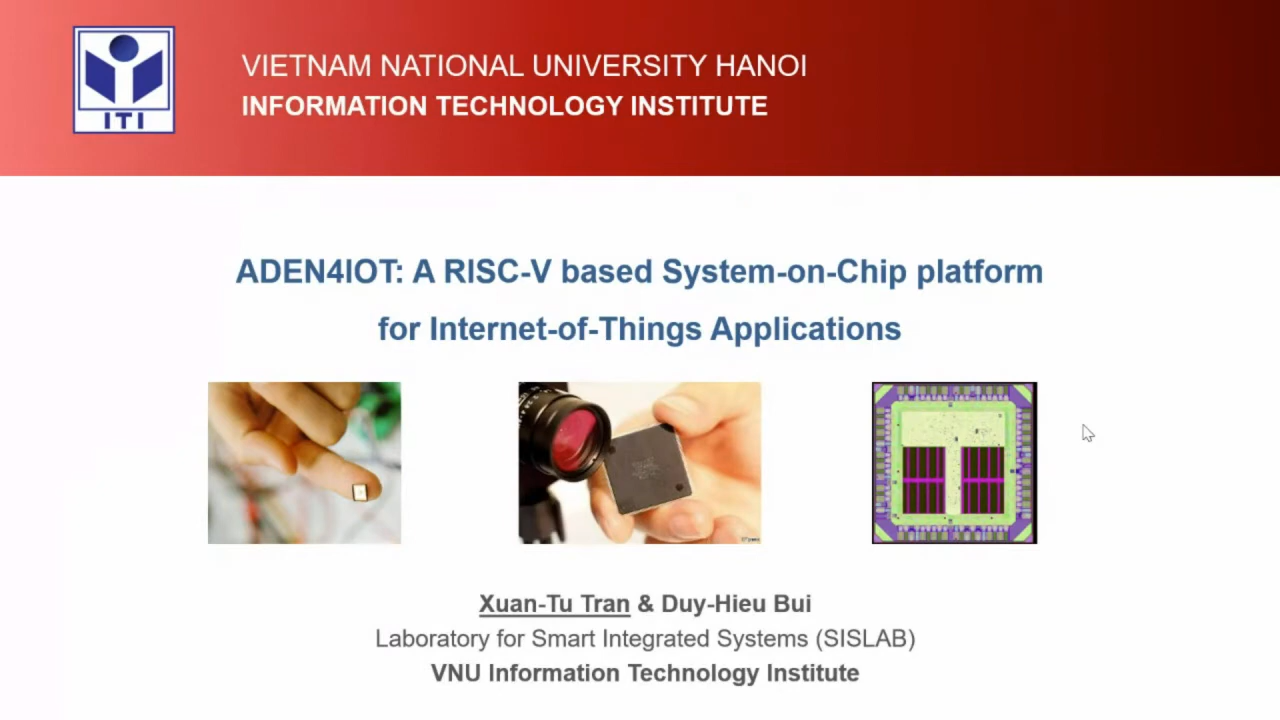 ITI
VIETNAM NATIONAL UNIVERSITY HANOI
INFORMATION TECHNOLOGY INSTITUTE
ADEN4IOT: A RISC-V based System-on-Chip platform
for Internet-of-Things Applications
Xuan-Tu Tran & Duy-Hieu Bui
Laboratory for Smart Integrated Systems (SISLAB)
VNU Information Technology Institute